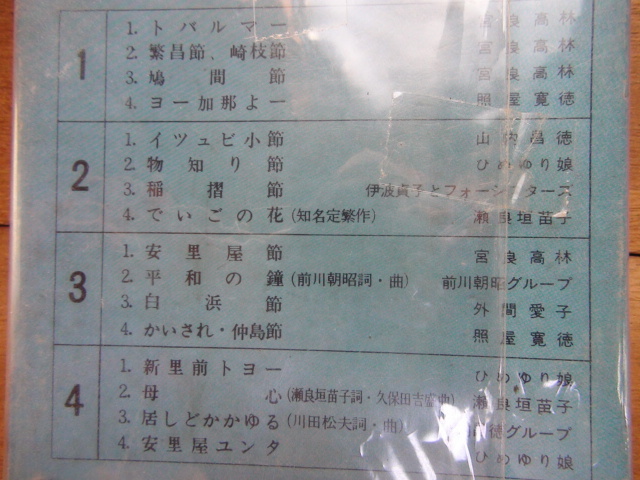 1
1. トバルマー 宮良高林
2. 繁昌節、崎枝節 宮良高林
3. 鳩間節 宮良高林
4. ヨー加那よー 照屋寛徳
2
1. イツュビ小節 山内昌徳
2. 物知り節 ひめゆり娘
3. 稲摺節 伊波貞子とフォーシスターズ
4. でいごの花(知名定繁作) 瀬良垣苗子
3
1. 安里屋節 宮良高林
2. 平和の鐘(前川朝昭詞・曲) 前川朝昭グループ
3. 白浜節 外間愛子
4. かいされ・仲島節 照屋寛徳
4
1. 新里前トヨー ひめゆり娘
2. 母心(瀬良垣苗子詞・久保田吉盛曲) 瀬良垣苗子
3. 居しどかかゆる(川田松夫詞・曲) 徳グループ
4. 安里屋ユンタ ひめゆり娘